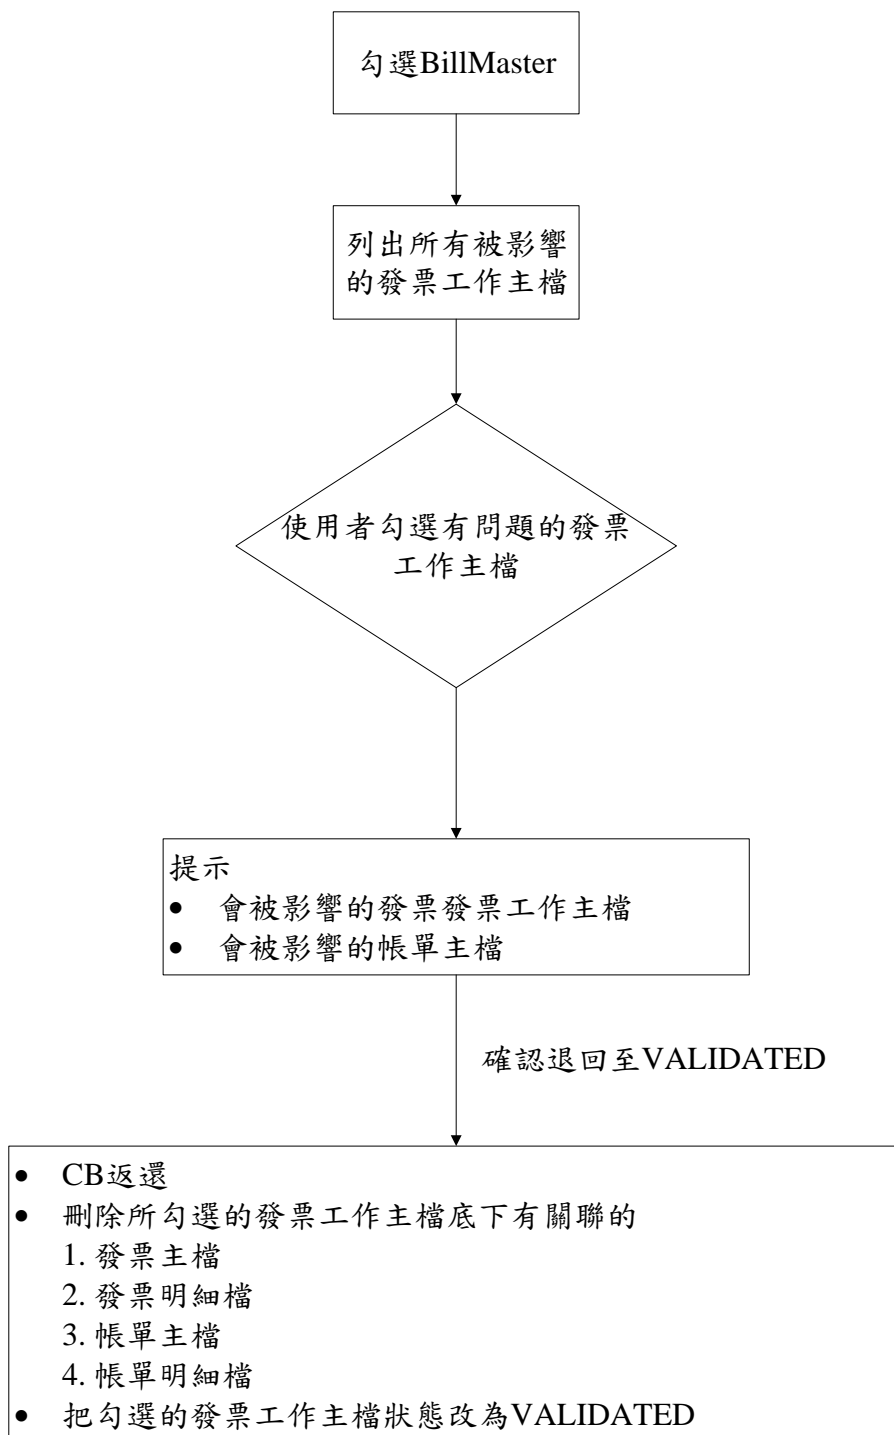 勾選BillMaster
列出所有被影響
的發票工作主檔
使用者勾選有問題的發票
工作主檔
提示
• 會被影響的發票發票工作主檔
• 會被影響的帳單主檔
確認退回至VALIDATED
• CB返還
• 刪除所勾選的發票工作主檔底下有關聯的
1. 發票主檔
2. 發票明細檔
3. 帳單主檔
4. 帳單明細檔
• 把勾選的發票工作主檔狀態改為VALIDATED